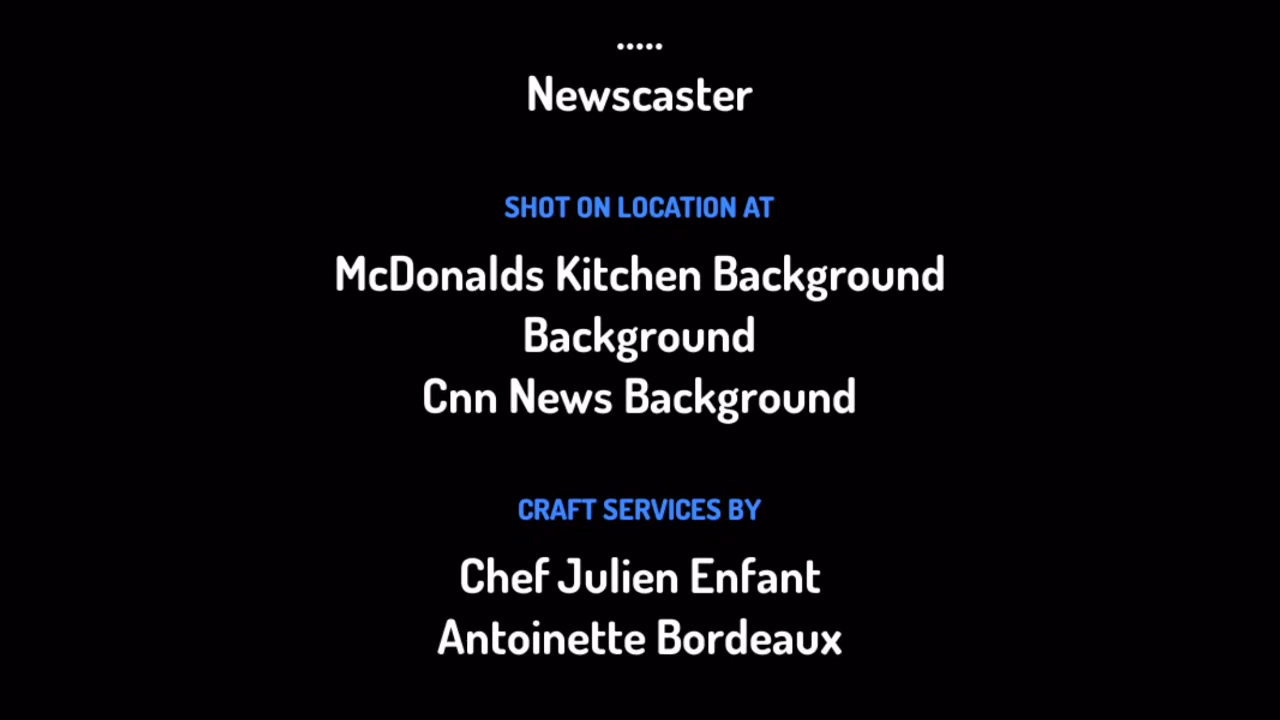 .....
Newscaster
SHOT ON LOCATION AT
McDonalds Kitchen Background
Background
Cnn News Background
CRAFT SERVICES BY
Chef Julien Enfant
Antoinette Bordeaux